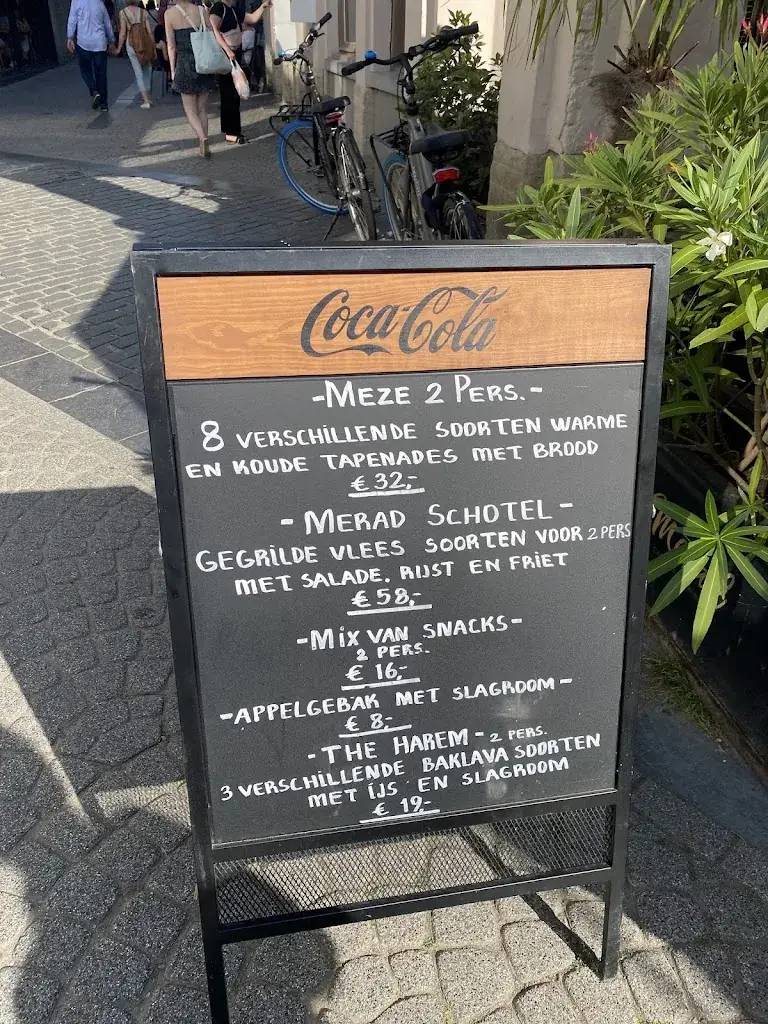 Coca-Cola
-MEZE 2 PERS.-
8 VERSCHILLENDE SOORTEN WARME
EN KOUDE TAPENADES MET BROOD
€ 32,-
- MERAD SCHOTEL -
GEGRILDE VLEES SOORTEN VOOR 2 PERS
MET SALADE. RIJST EN FRIET
€ 58,-
-MIX VAN SNACKS-
2 PERS.
€ 16,-
-APPELGEBAK MET SLAGROOM-
€ 8,-
-THE HAREM- 2 PERS.
3 VERSCHILLENDE BAKLAVA SOORTEN
MET ÍJS EN SLAGROOM
€ 19,-